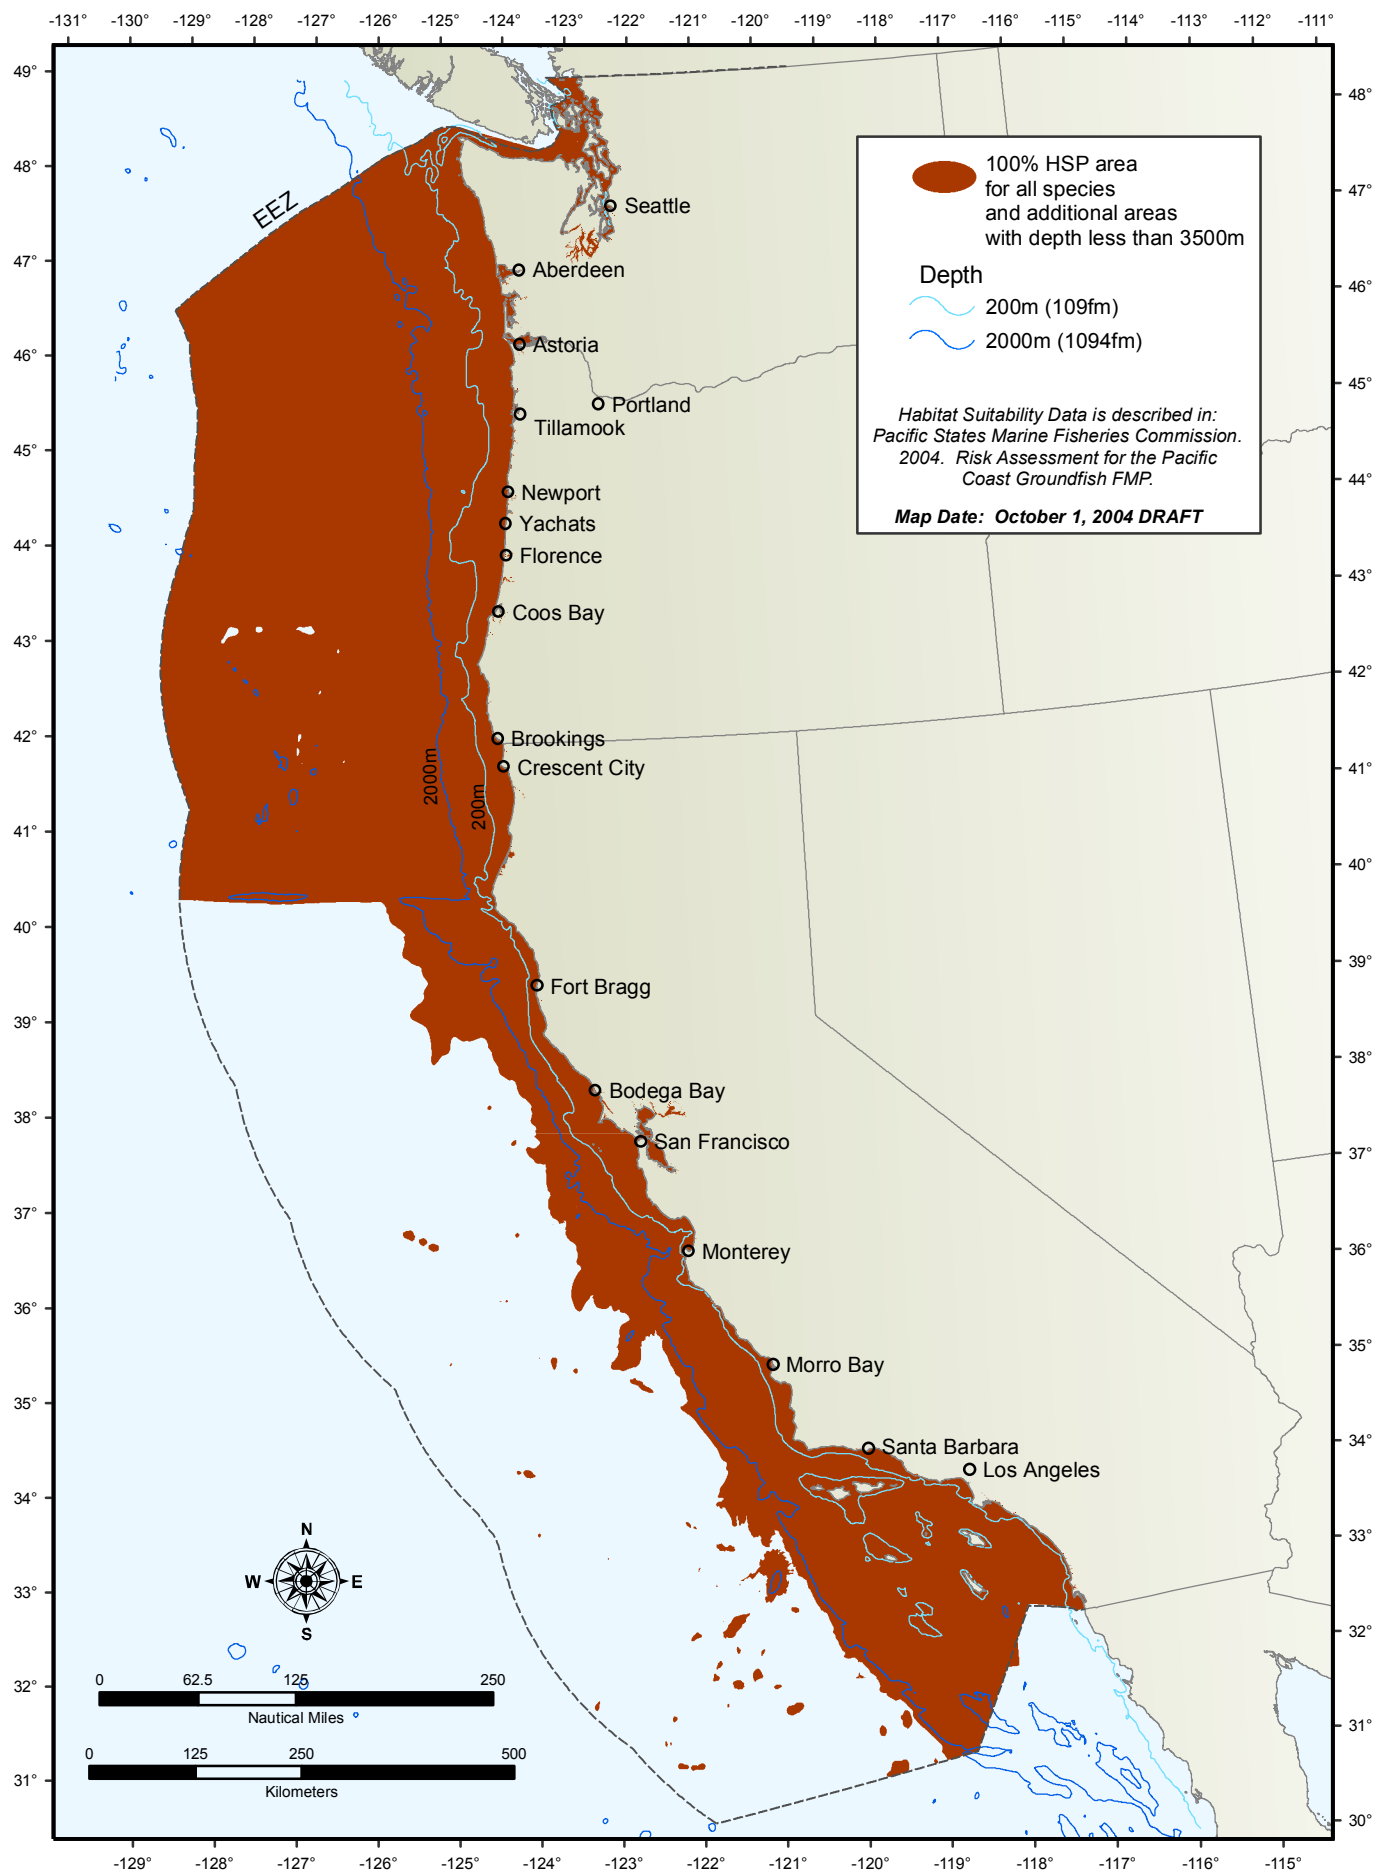 -131° -130° -129° -128° -127° -126° -125° -124° -123° -122° -121° -120° -119° -118° -117° -116° -115° -114° -113° -112° -111°
49°
48°
47°
46°
45°
44°
43°
42°
41°
40°
39°
38°
37°
36°
35°
34°
33°
32°
31°
48°
47°
46°
45°
44°
43°
42°
41°
40°
39°
38°
37°
36°
35°
34°
33°
32°
31°
30°
100% HSP area
for all species
and additional areas
with depth less than 3500m
Depth
200m (109fm)
2000m (1094fm)
Habitat Suitability Data is described in:
Pacific States Marine Fisheries Commission.
2004. Risk Assessment for the Pacific
Coast Groundfish FMP.
Map Date: October 1, 2004 DRAFT
EEZ
Seattle
Aberdeen
Astoria
Portland
Tillamook
Newport
Yachats
Florence
Coos Bay
Brookings
Crescent City
2000m
200m
Fort Bragg
Bodega Bay
San Francisco
Monterey
Morro Bay
Santa Barbara
Los Angeles
N
W E
S
0 62.5 125 250
Nautical Miles
0 125 250 500
Kilometers
-129° -128° -127° -126° -125° -124° -123° -122° -121° -120° -119° -118° -117° -116° -115°